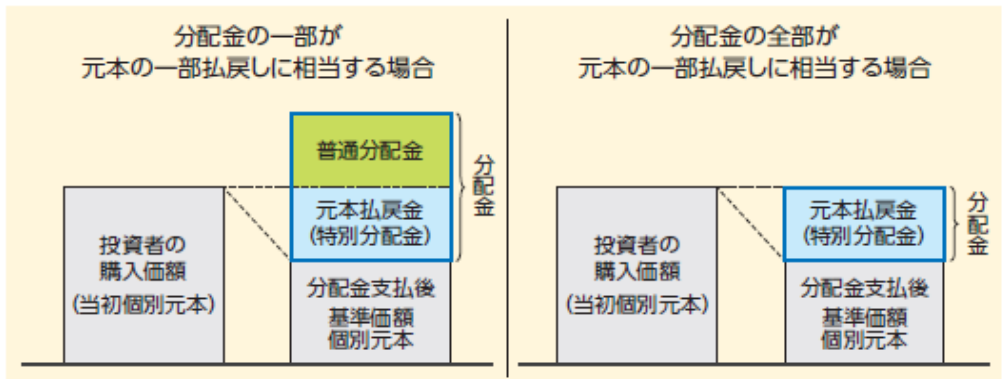 分配金の一部が
元本の一部払戻しに相当する場合
普通分配金
元本払戻金
(特別分配金)
分配金
投資者の
購入価額
(当初個別元本)
分配金支払後
基準価額
個別元本
分配金の全部が
元本の一部払戻しに相当する場合
元本払戻金
(特別分配金)
分配金
投資者の
購入価額
(当初個別元本)
分配金支払後
基準価額
個別元本